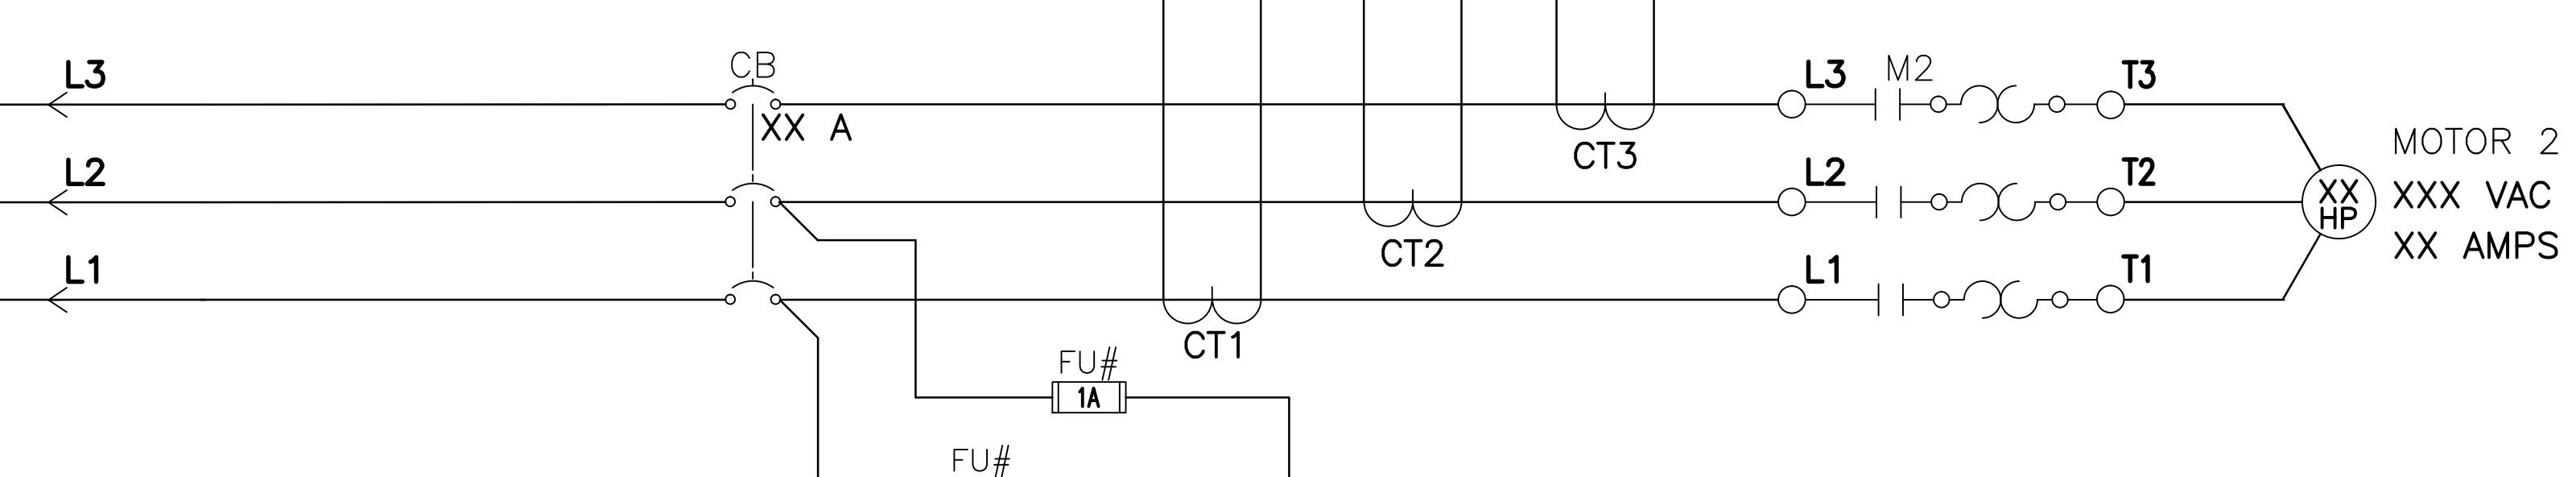 L3
CB
XX A
L2
L1
CT3
CT2
CT1
FU#
1A
FU#
L3
M2
T3
L2
T2
L1
T1
XX
HP
MOTOR 2
XXX VAC
XX AMPS